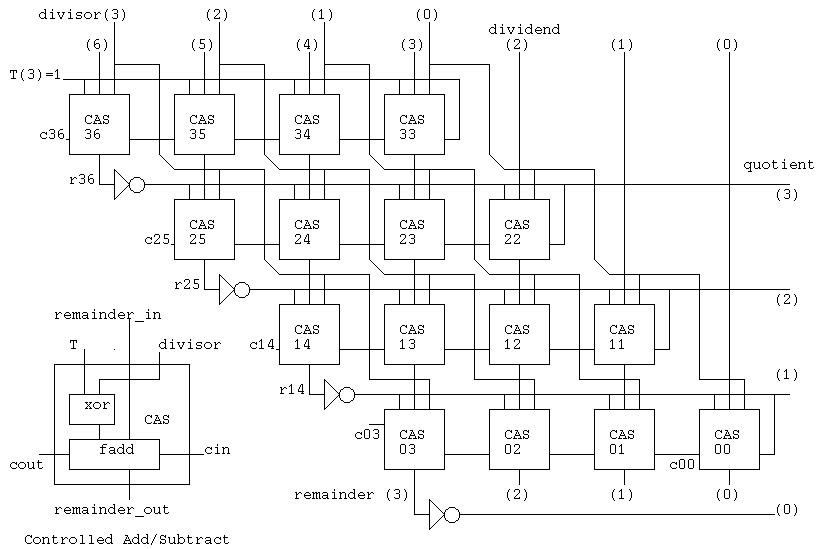 divisor(3) (2) (1) (0)
(6) (5) (4) (3) dividend (2) (1) (0)
T(3)=1
CAS 36 CAS 35 CAS 34 CAS 33
c36
r36 quotient
(3)
CAS 25 CAS 24 CAS 23 CAS 22
c25
r25
(2)
CAS 14 CAS 13 CAS 12 CAS 11
c14
r14 (1)
CAS 03 CAS 02 CAS 01 CAS 00
c03
c00
remainder (3) (2) (1) (0)
(0)
remainder_in
T divisor
xor
CAS
fadd
cout cin
remainder_out
Controlled Add/Subtract